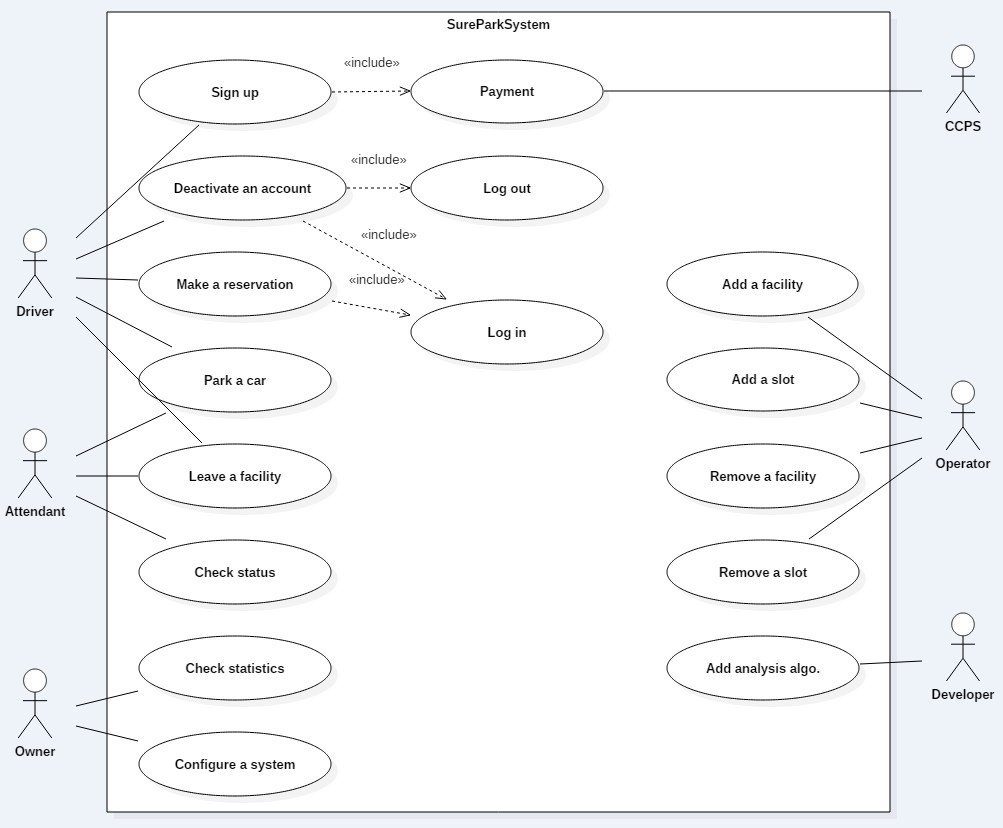 SureParkSystem
«include»
Sign up
Payment
CCPS
«include»
Deactivate an account
Log out
«include»
«include»
Make a reservation
Add a facility
Driver
Log in
Park a car
Add a slot
Operator
Leave a facility
Remove a facility
Attendant
Check status
Remove a slot
Check statistics
Add analysis algo.
Developer
Owner
Configure a system